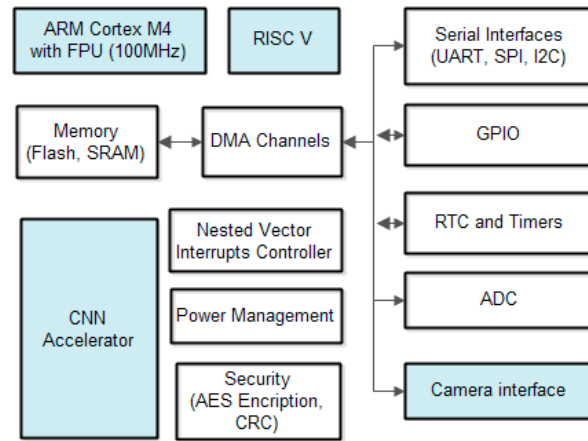 ARM Cortex M4
with FPU (100MHz)
RISC V
Serial Interfaces
(UART, SPI, I2C)
Memory
(Flash, SRAM)
DMA Channels
GPIO
Nested Vector
Interrupts Controller
RTC and Timers
CNN
Accelerator
Power Management
ADC
Security
(AES Encription,
CRC)
Camera interface